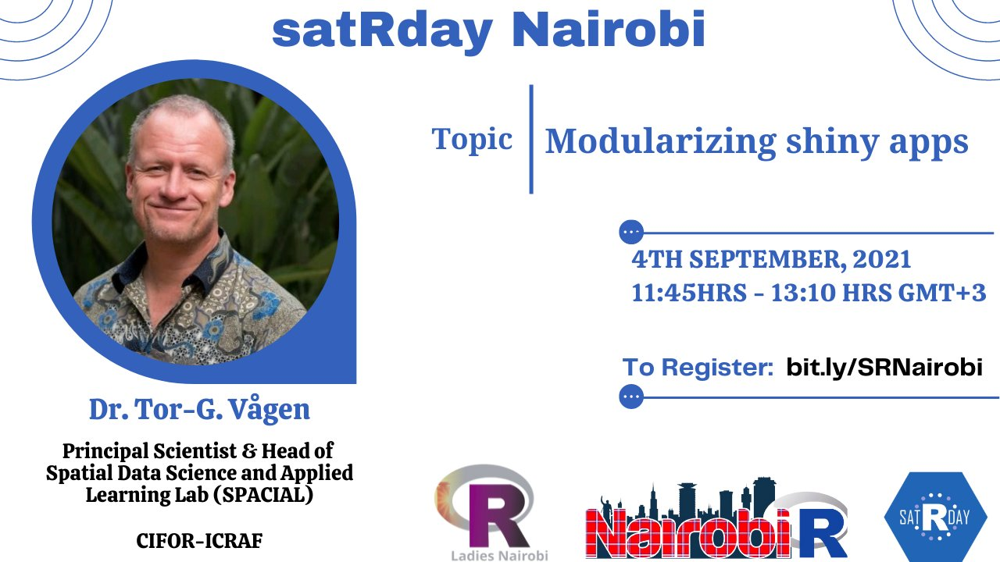 satRday Nairobi
Topic
Modularizing shiny apps
4TH SEPTEMBER, 2021
11:45HRS - 13:10 HRS GMT+3
To Register: bit.ly/SRNairobi
Dr. Tor-G. Vågen
Principal Scientist & Head of
Spatial Data Science and Applied
Learning Lab (SPACIAL)
CIFOR-ICRAF
R
Ladies Nairobi
NairobiR
SATRDAY